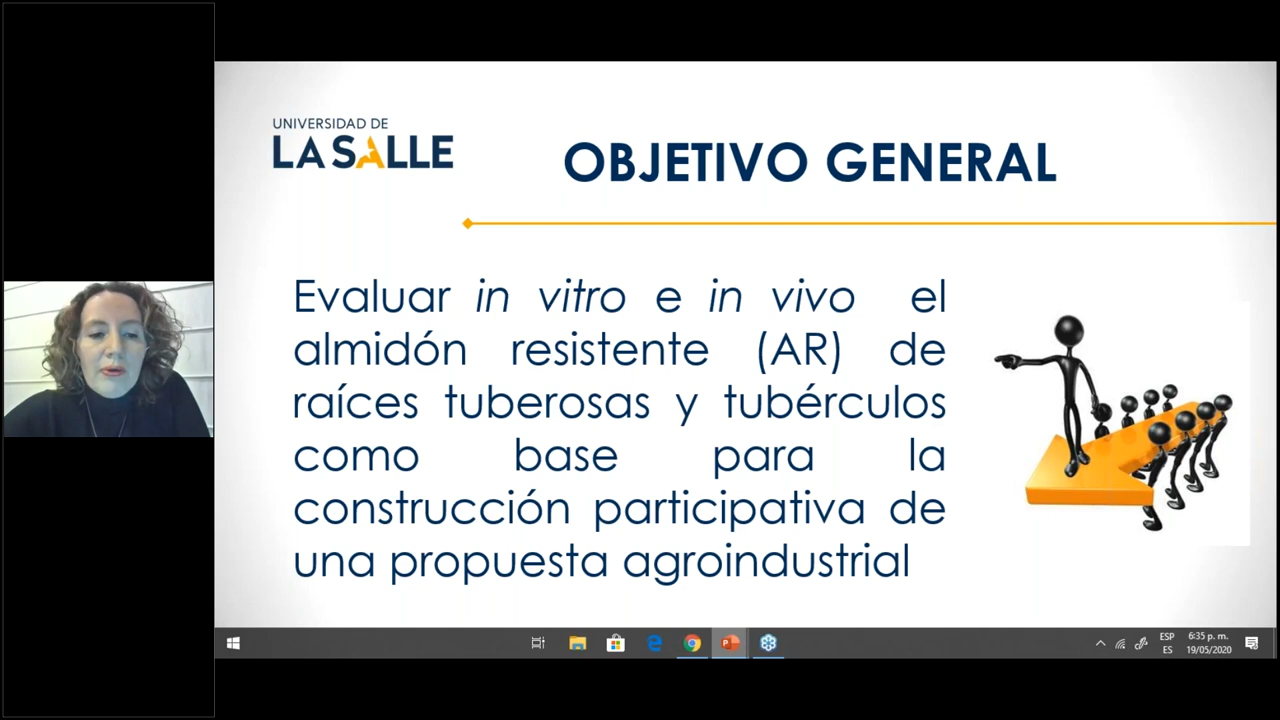 UNIVERSIDAD DE
LA SALLE
OBJETIVO GENERAL
Evaluar in vitro e in vivo el
almidón resistente (AR) de
raíces tuberosas y tubérculos
como base para la
construcción participativa de
una propuesta agroindustrial
ESP
ES
6:35 p. m.
19/05/2020